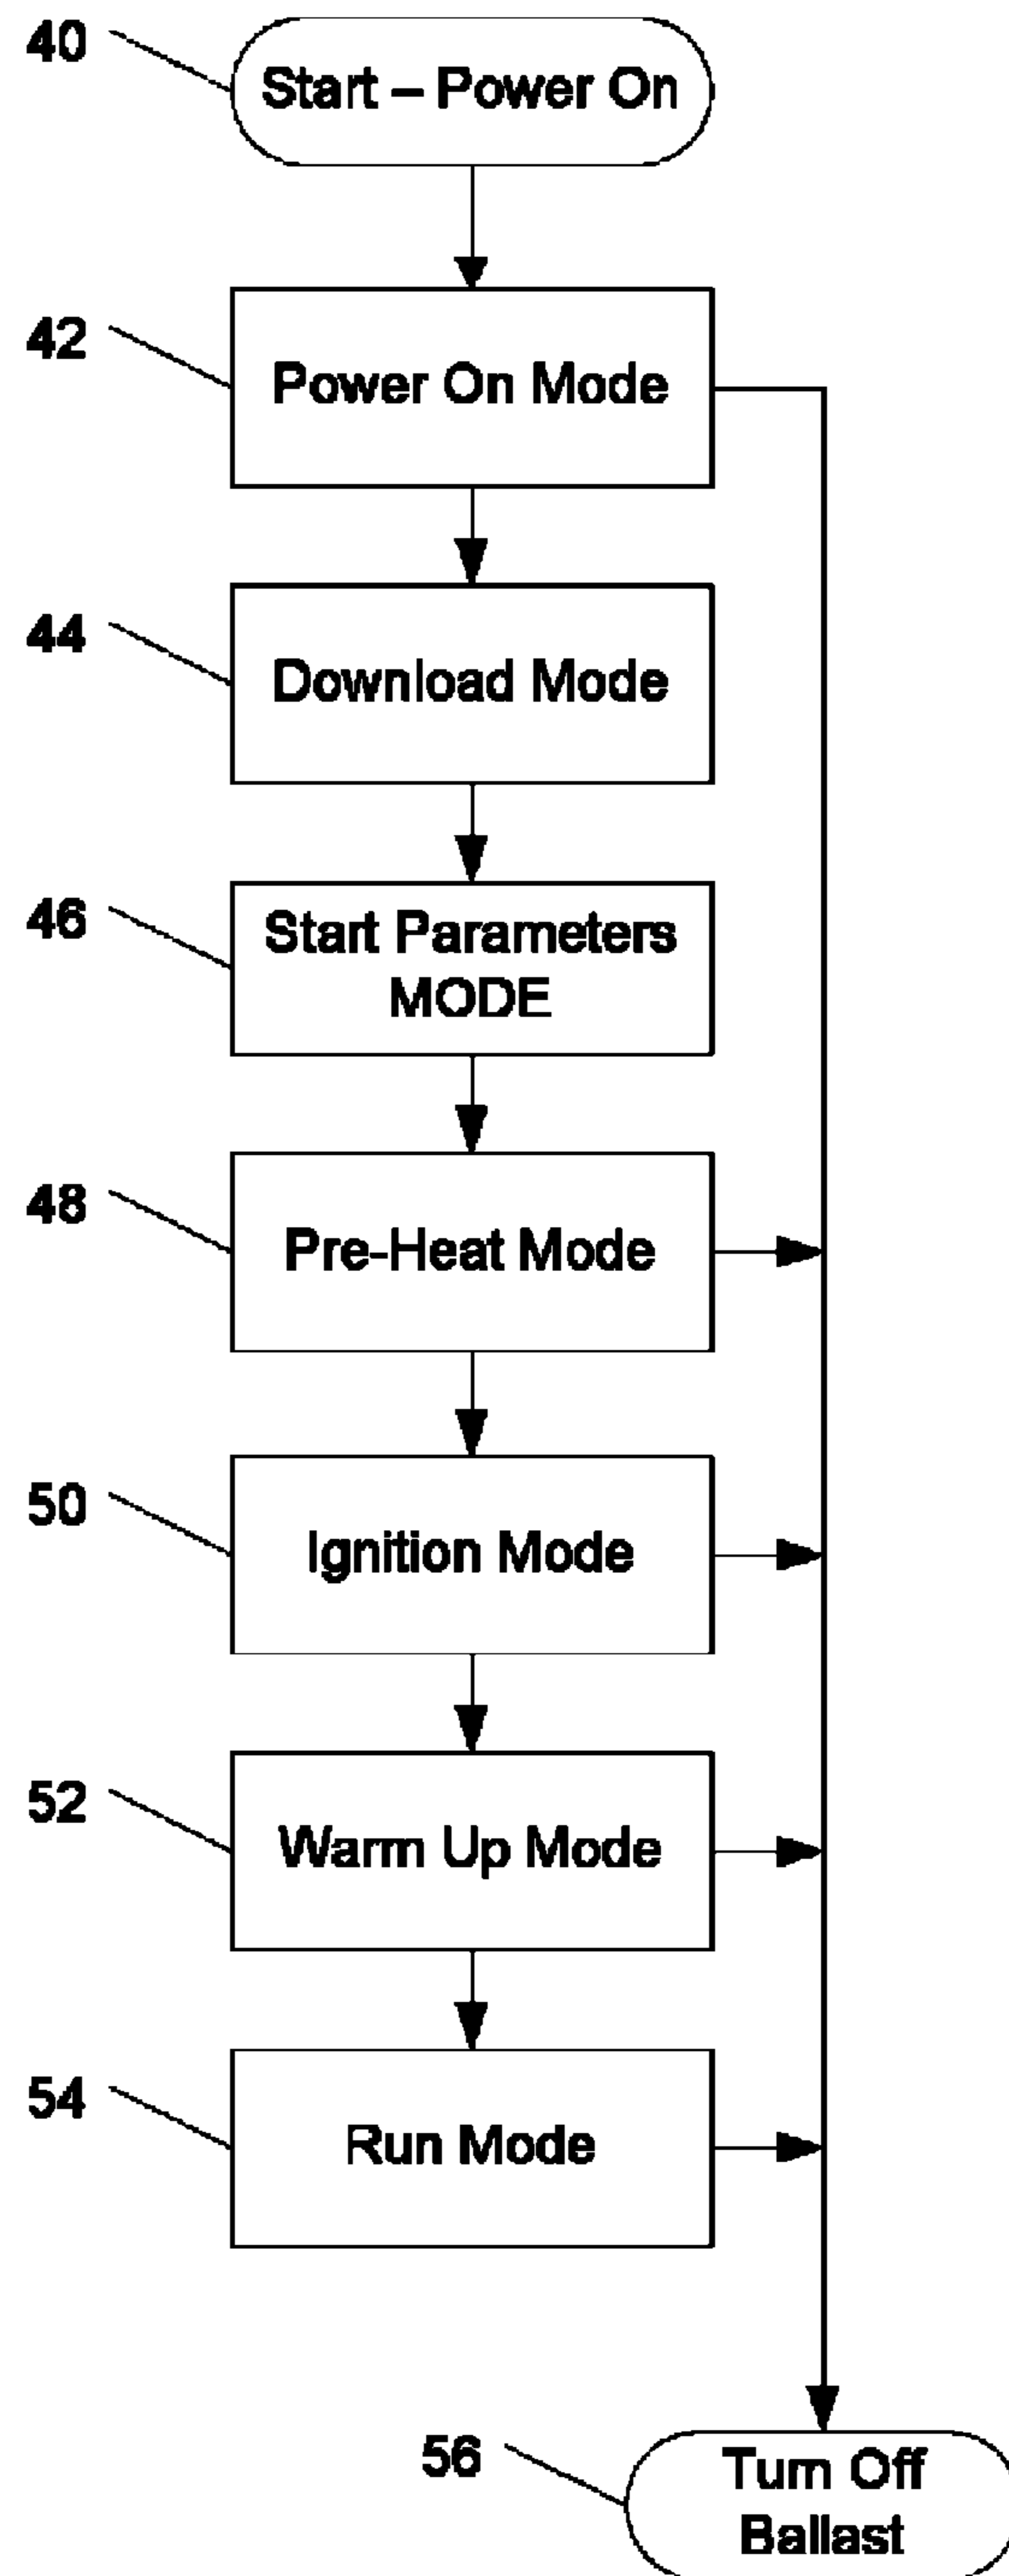 40
Start – Power On
42
Power On Mode
44
Download Mode
46
Start Parameters
MODE
48
Pre-Heat Mode
50
Ignition Mode
52
Warm Up Mode
54
Run Mode
56
Turn Off
Ballast